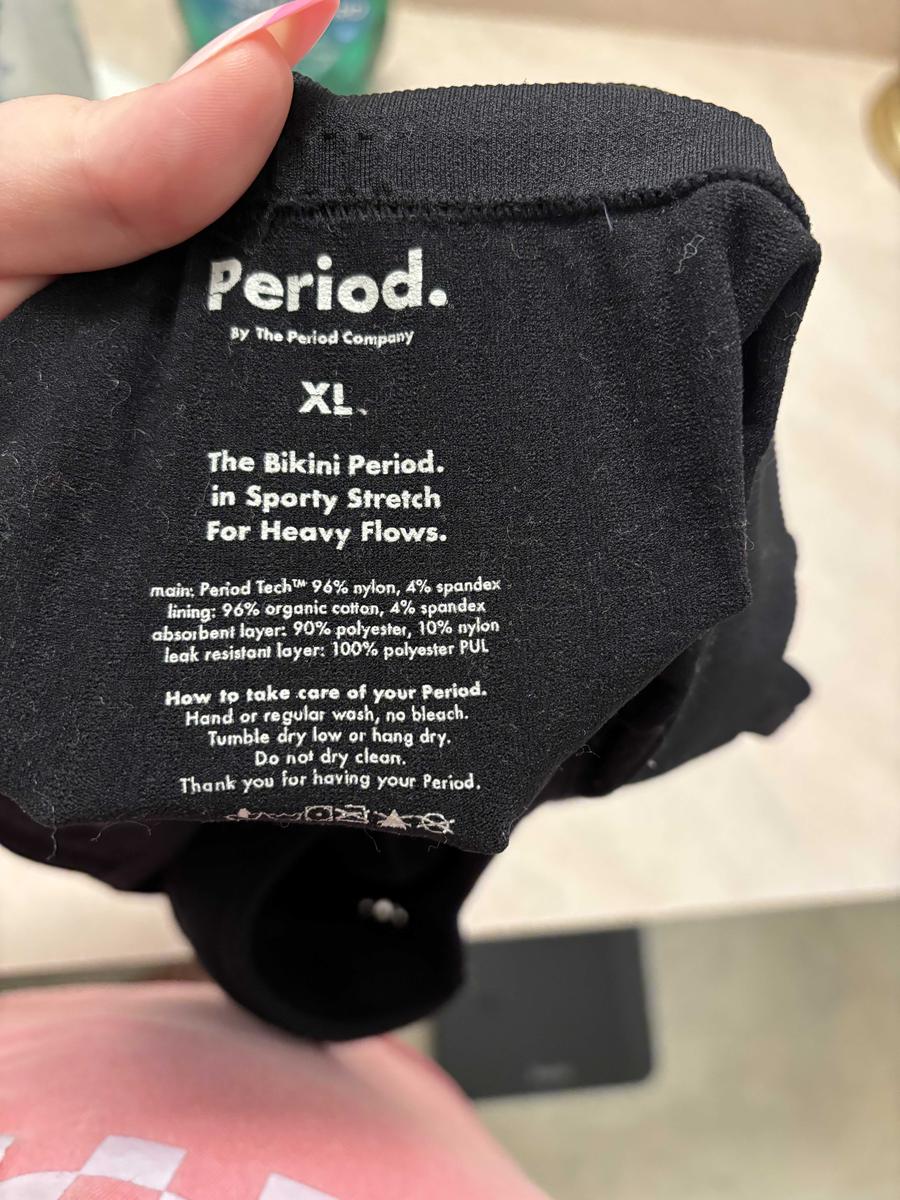 Period.
By The Period Company
XL
The Bikini Period.
in Sporty Stretch
For Heavy Flows.
main: Period Tech™ 96% nylon, 4% spandex
lining: 96% organic cotton, 4% spandex
absorbent layer: 90% polyester, 10% nylon
leak resistant layer: 100% polyester PUL
How to take care of your Period.
Hand or regular wash, no bleach.
Tumble dry low or hang dry.
Do not dry clean.
Thank you for having your Period.